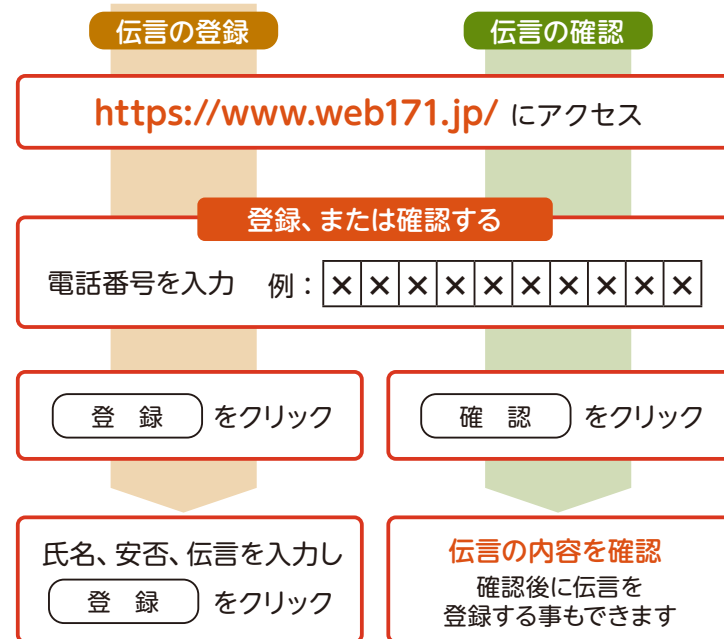 伝言の登録
伝言の確認
https://www.web171.jp/ にアクセス
登録、または確認する
電話番号を入力 例：××××××××××
登 録 をクリック
確 認 をクリック
氏名、安否、伝言を入力し
登 録 をクリック
伝言の内容を確認
確認後に伝言を
登録する事もできます